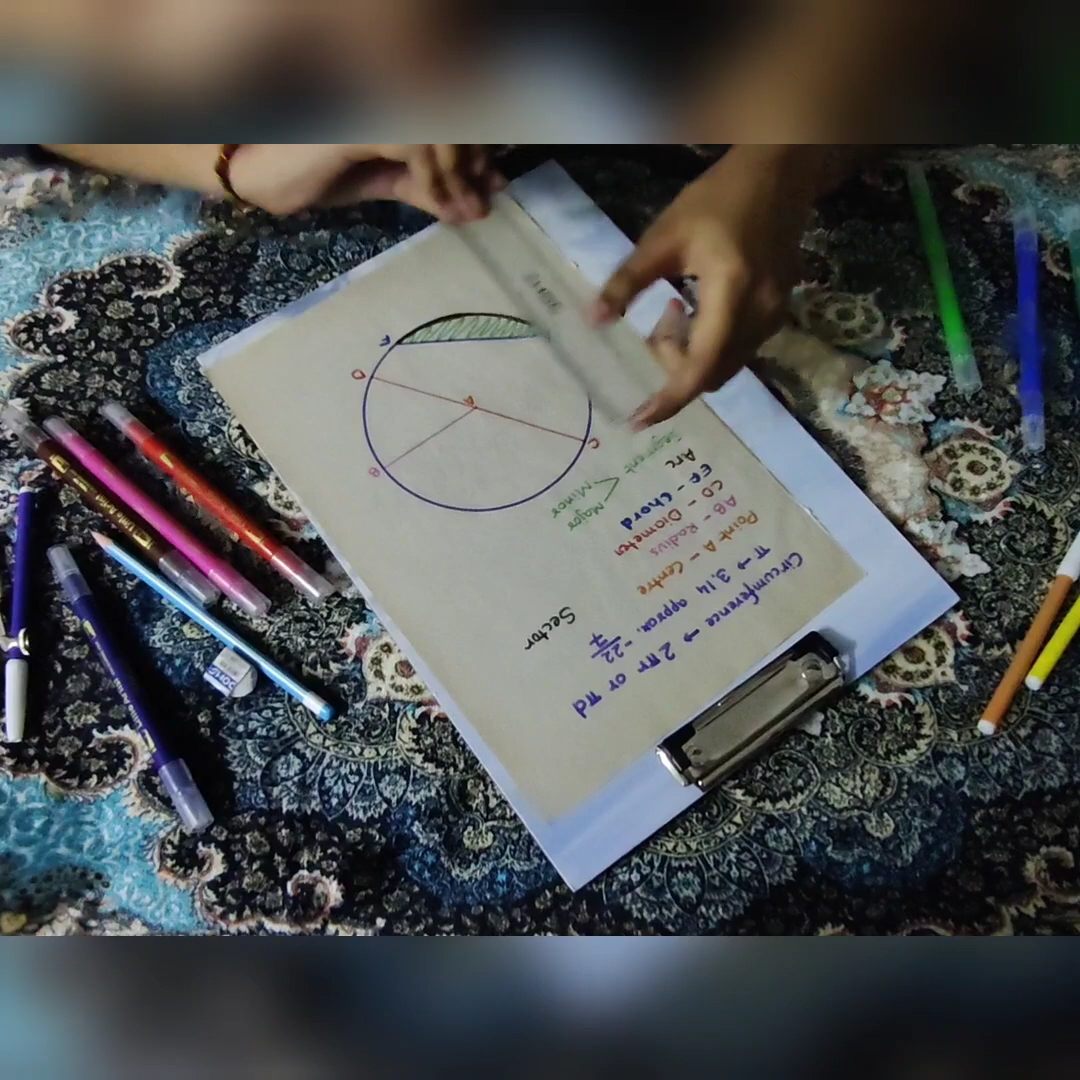 Circumference → 2πr or πd
π → 3.14 approx. - 22/7
Point A - Centre
AB - Radius
CD - Diameter
EF - Chord
Arc
Segment < Minor
Major
Sector
F
D
A
B
C